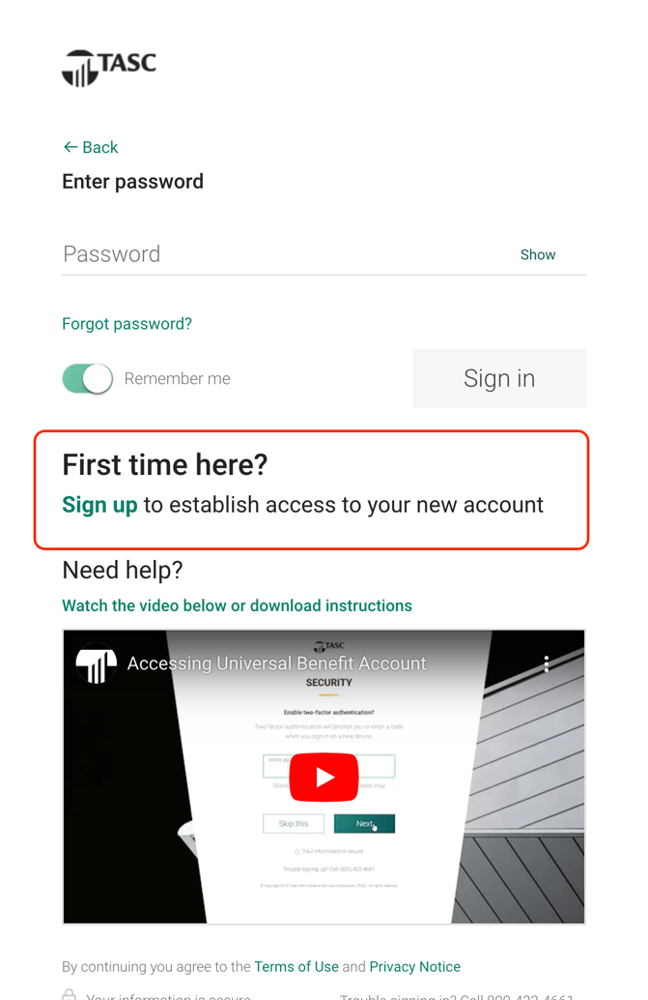 TASC
← Back
Enter password
Password
Show
Forgot password?
Remember me
Sign in
First time here?
Sign up to establish access to your new account
Need help?
Watch the video below or download instructions
TASC
Accessing Universal Benefit Account
SECURITY
Enable two-factor authentication?
Two factor authentication will prompt you to enter a code
when you sign in on a new device.
may
Skip this
Next
Your information is secure
Trouble signing up? Call (800) 422-4661
By continuing you agree to the Terms of Use and Privacy Notice
Your information is secure
Trouble signing in? Call 800-422-4661